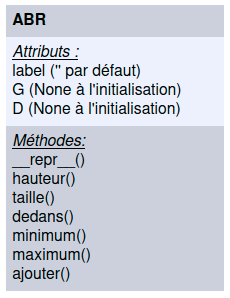 ABR
Attributs :
label ('' par défaut)
G (None à l'initialisation)
D (None à l'initialisation)
Méthodes:
__repr__()
hauteur()
taille()
dedans()
minimum()
maximum()
ajouter()